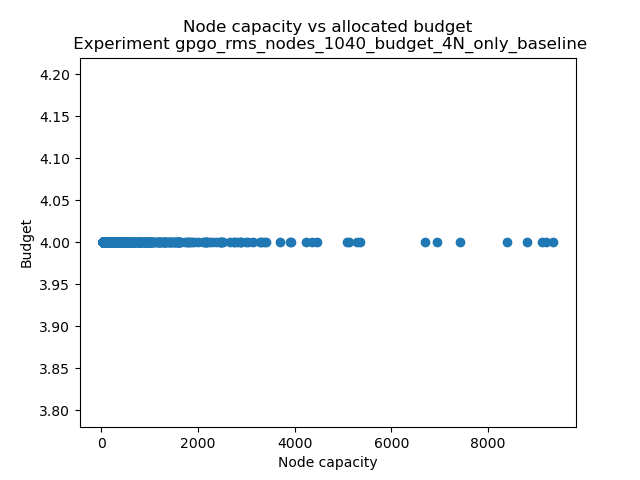 Node capacity vs allocated budget
Experiment gpgo_rms_nodes_1040_budget_4N_only_baseline
4.20
4.15
4.10
4.05
4.00
3.95
3.90
3.85
3.80
Budget
0 2000 4000 6000 8000
Node capacity